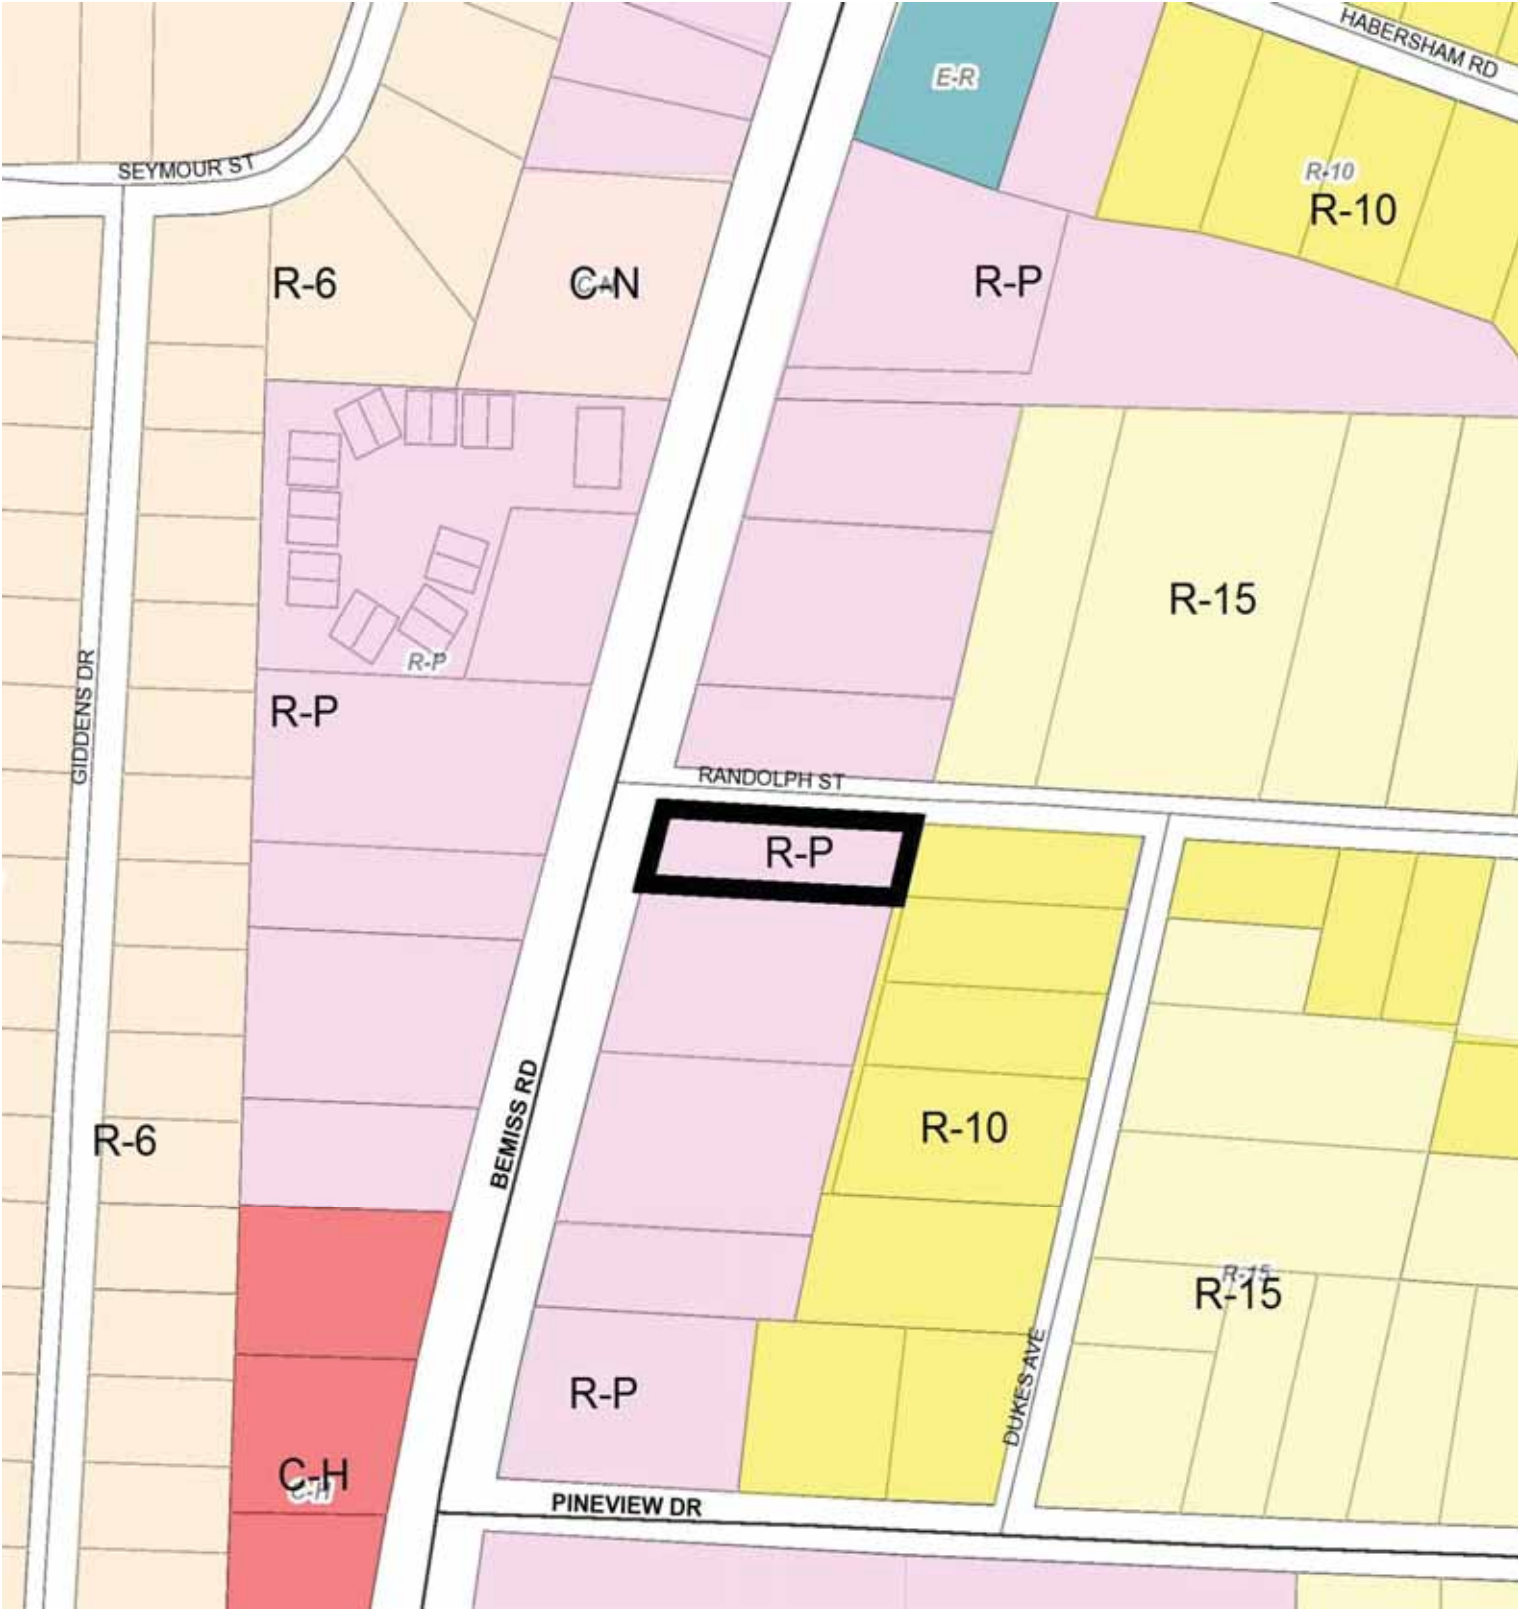 HABERSHAM RD
E-R
SEYMOUR ST
R-10
R-10
R-6
C-N
R-P
R-15
R-P
R-P
GIDDENS DR
RANDOLPH ST
R-P
BEMISS RD
R-10
R-6
R-15
R-15
DUKES AVE
R-P
C-H
C-H
PINEVIEW DR